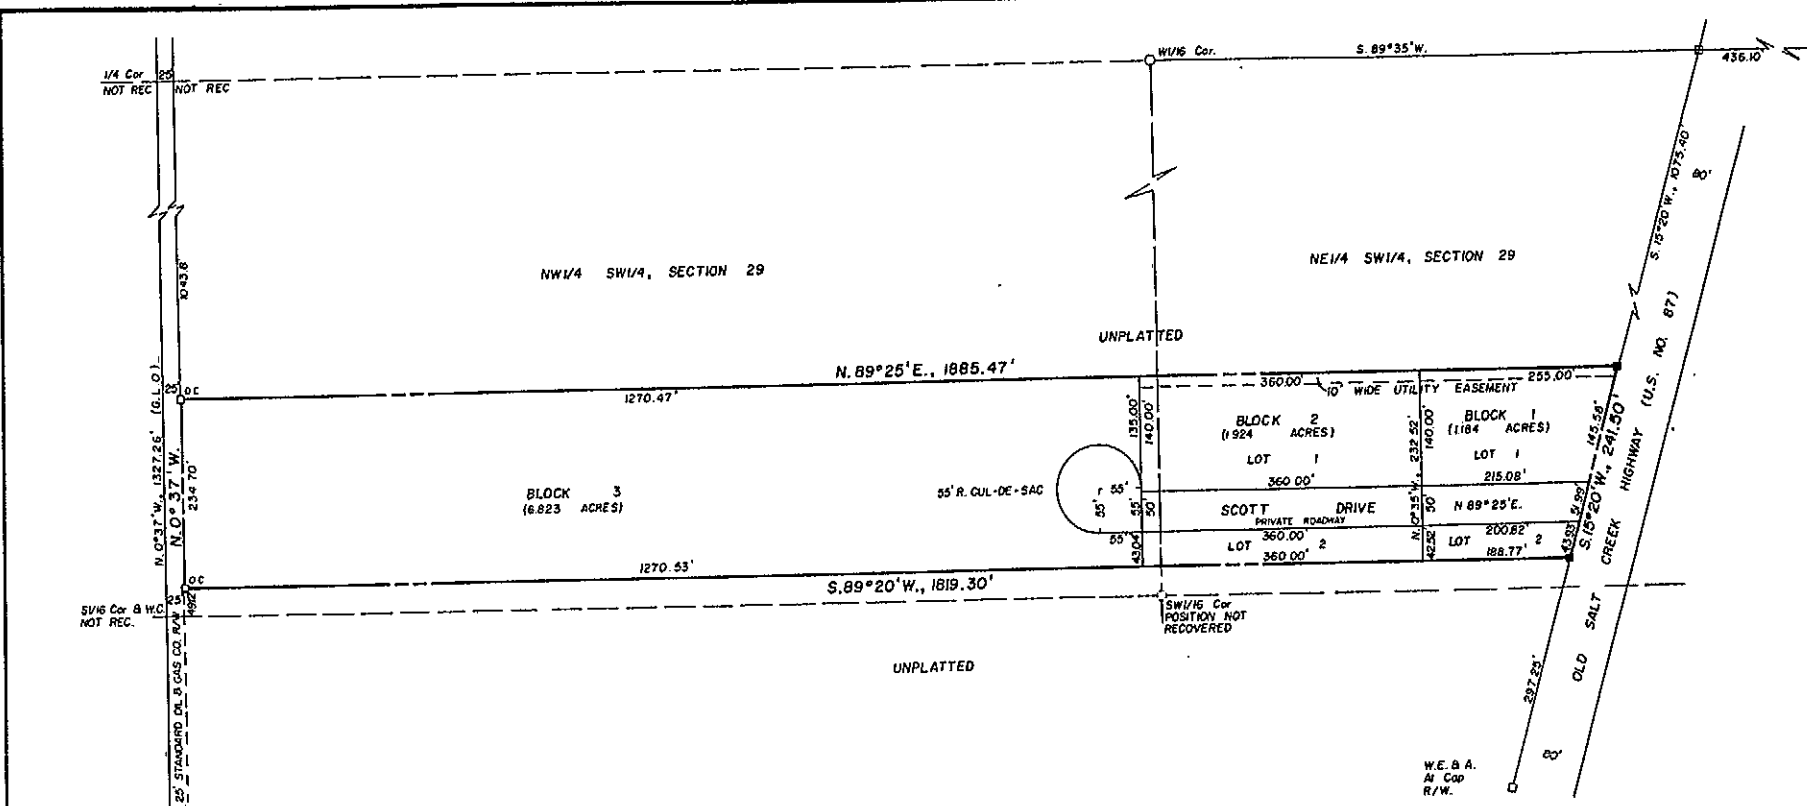 W1/16 Cor.
S. 89°35'W.
436.10'
1/4 Cor
NOT REC
25'
NOT REC
S. 15°20'W., 1075.40'
80'
1043.8
NW1/4 SW1/4, SECTION 29
NE1/4 SW1/4, SECTION 29
UNPLATTED
N. 89°25'E., 1885.47'
N. 0°37'W., 1327.26' (G.L.O.)
25'
O C
1270.47'
360.00'
10' WIDE UTILITY EASEMENT
255.00'
135.00'
140.00'
BLOCK 2
(1.924 ACRES)
LOT 1
360.00'
N. 0°35'W., 232.52'
140.00'
BLOCK 1
(1.184 ACRES)
LOT 1
215.08'
145.58'
S. 15°20'W., 241.50'
N. 0°37'W.
234.70'
BLOCK 3
(6.823 ACRES)
55' R. CUL-DE-SAC
55'
55'
55'
55'
50'
SCOTT DRIVE
PRIVATE ROADWAY
50'
N 89°25'E.
51.99'
360.00'
LOT 2
360.00'
43.04'
42.52'
200.82'
LOT 2
188.77'
43.93'
1270.53'
S. 89°20'W., 1819.30'
O C
25'
49.12'
S1/16 Cor & W.C.
NOT REC.
SW1/16 Cor
POSITION NOT
RECOVERED
UNPLATTED
25' STANDARD OIL & GAS CO. R/W
OLD SALT CREEK HIGHWAY (U.S. NO. 87)
297.25'
80'
W.E. & A.
Al Cap
R/W.